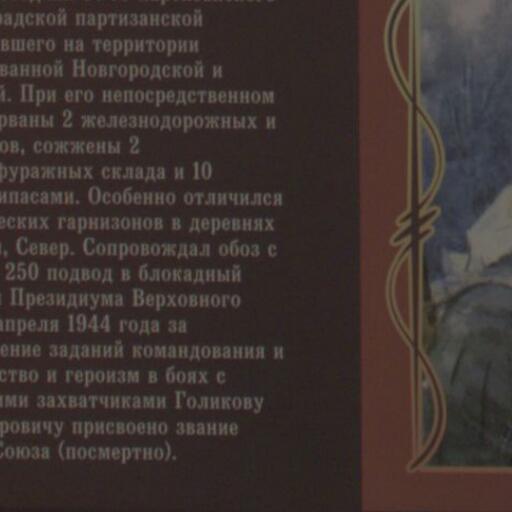 радской партизанской
вшего на территории
ванной Новгородской и
й. При его непосредственном
рваны 2 железнодорожных и
ов, сожжены 2
фуражных склада и 10
ипасами. Особенно отличился
еских гарнизонов в деревнях
, Север. Сопровождал обоз с
250 подвод в блокадный
Президиума Верховного
апреля 1944 года за
ение заданий командования и
ство и героизм в боях с
ими захватчиками Голикову
ровичу присвоено звание
Союза (посмертно).